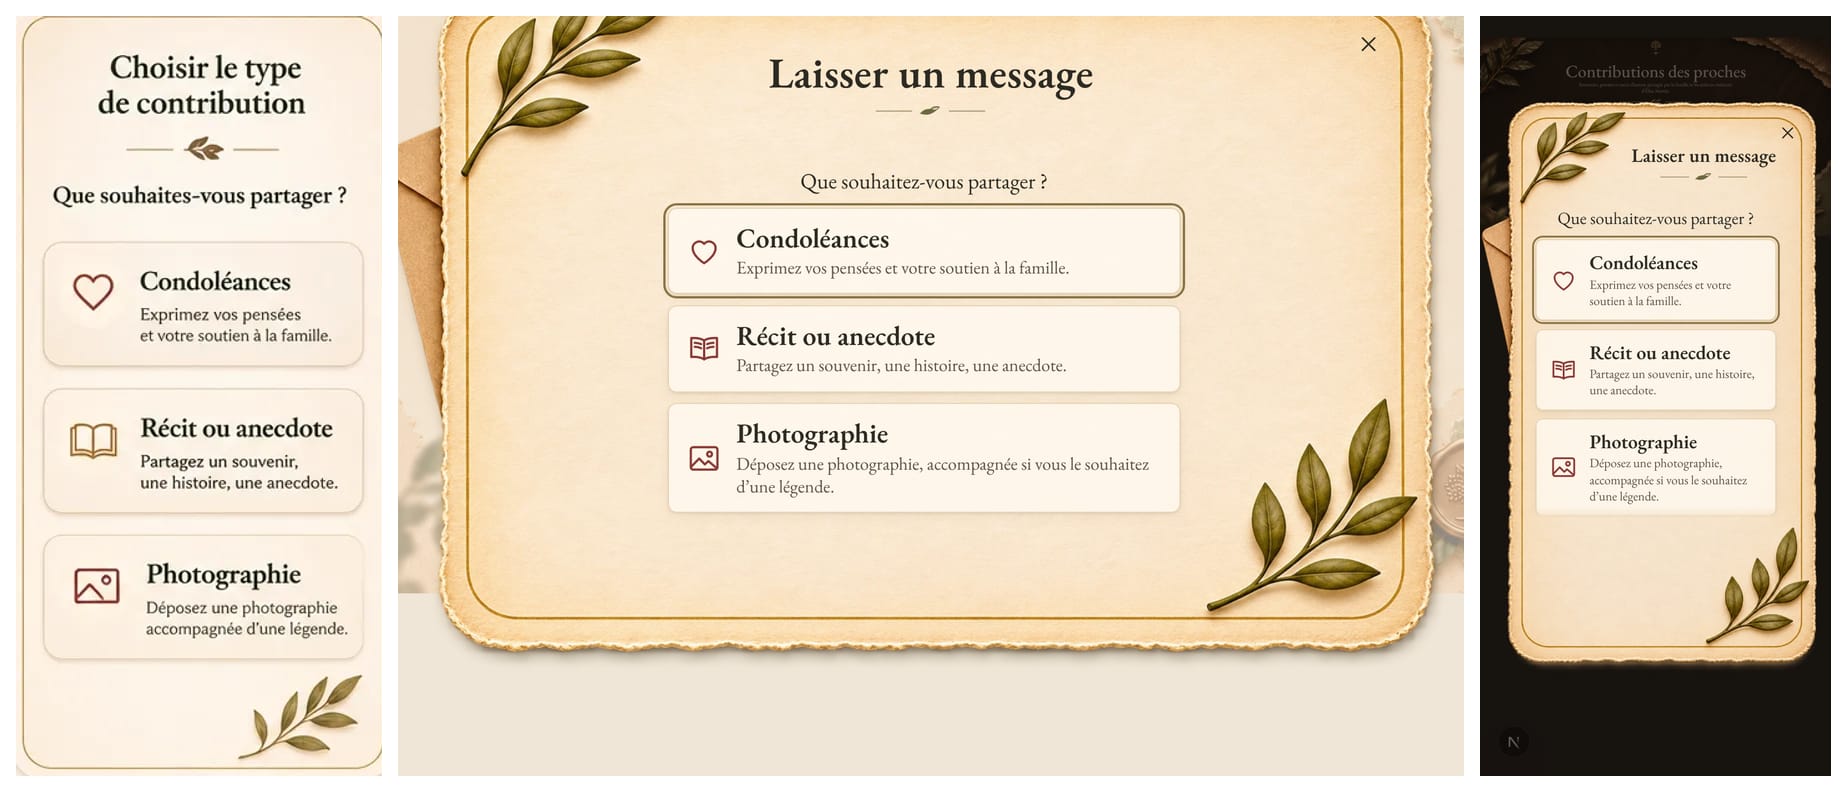 Choisir le type
de contribution
Que souhaites-vous partager ?
Condoléances
Exprimez vos pensées
et votre soutien à la famille.
Récit ou anecdote
Partagez un souvenir,
une histoire, une anecdote.
Photographie
Déposez une photographie
accompagnée d'une légende.
Laisser un message
Que souhaitez-vous partager ?
Condoléances
Exprimez vos pensées et votre soutien à la famille.
Récit ou anecdote
Partagez un souvenir, une histoire, une anecdote.
Photographie
Déposez une photographie, accompagnée si vous le souhaitez
d'une légende.
Contributions des proches
Laisser un message
Que souhaitez-vous partager ?
Condoléances
Exprimez vos pensées et votre
soutien à la famille.
Récit ou anecdote
Partagez un souvenir, une histoire,
une anecdote.
Photographie
Déposez une photographie,
accompagnée si vous le souhaitez
d'une légende.
N